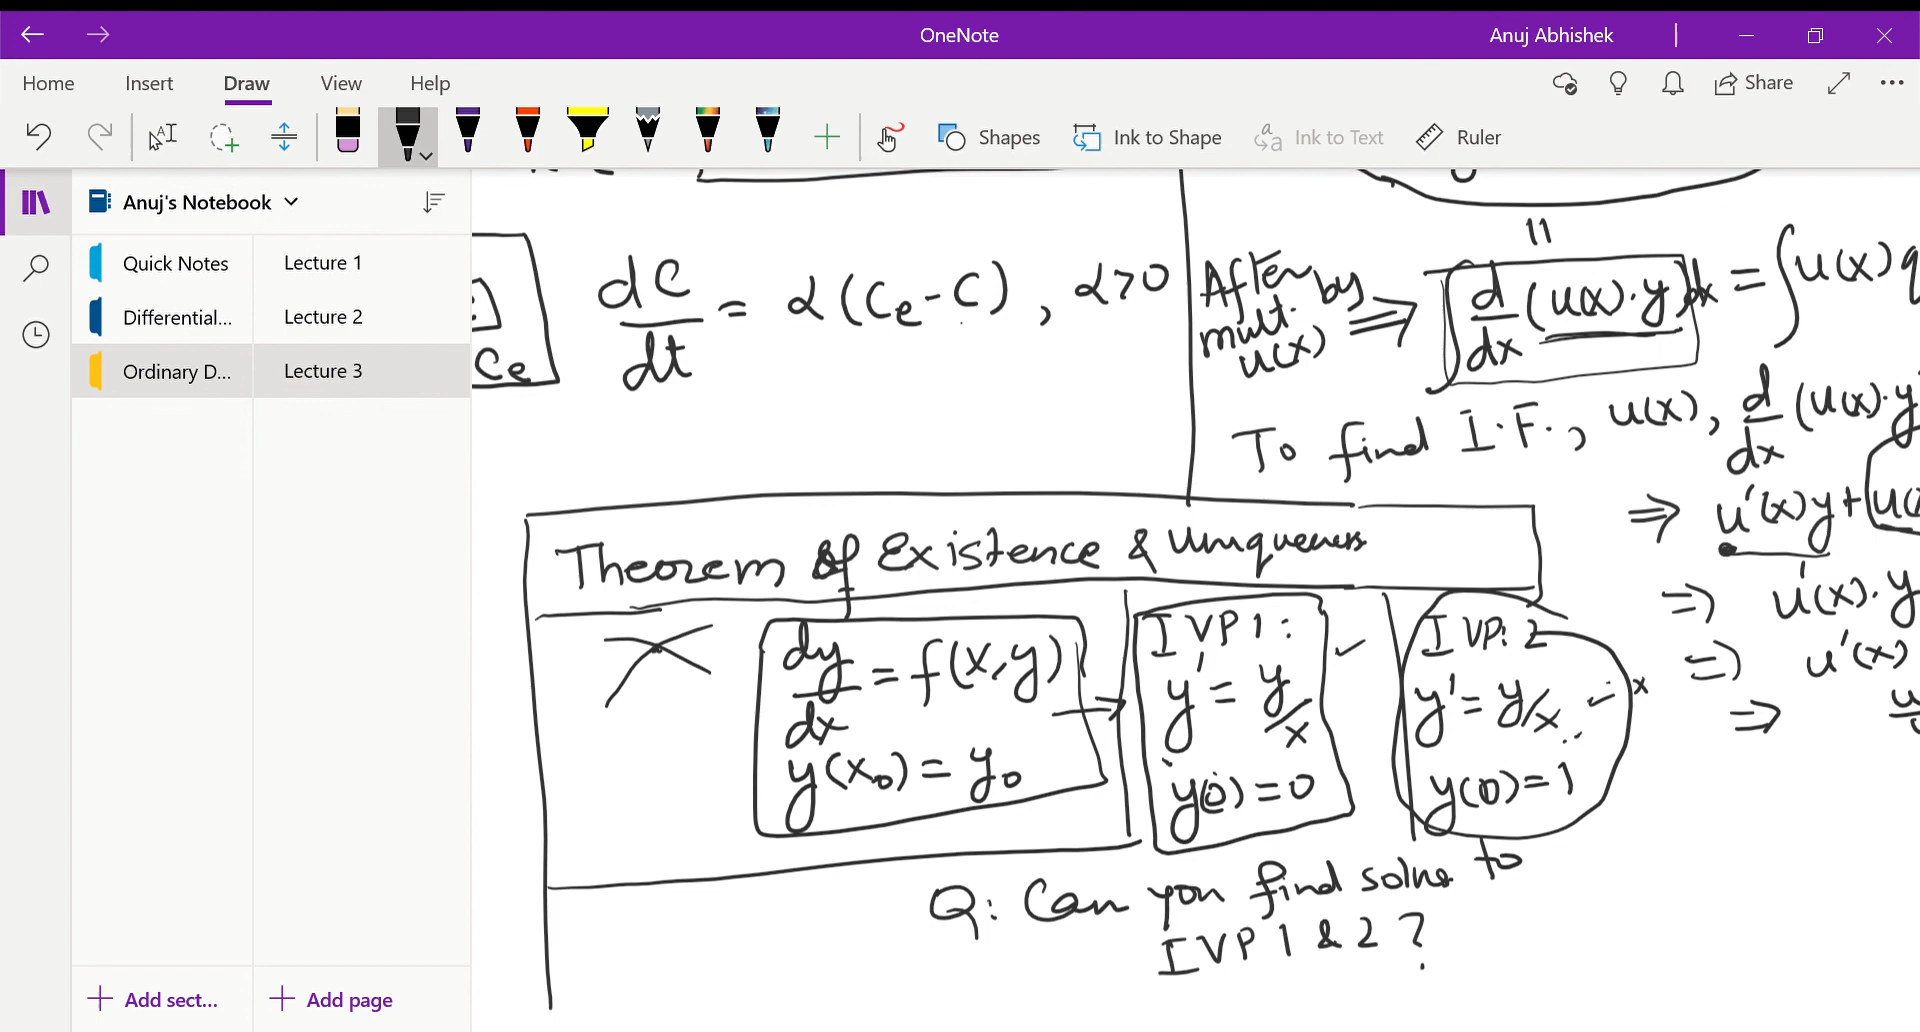 OneNote
Anuj Abhishek
Home Insert Draw View Help
Share
Shapes
Ink to Shape
Ink to Text
Ruler
Anuj's Notebook
Quick Notes
Differential...
Ordinary D...
Lecture 1
Lecture 2
Lecture 3
Add sect...
Add page
Ce
dC/dt = α(Ce - C), α>0
After mult. by u(x) ⇒ ∫ d/dx (u(x)·y) dx = ∫u(x)q
To find I.F., u(x), d/dx (u(x)·y
⇒ u'(x)y + u(
⇒ u'(x)·y
⇒ u'(x)
⇒ u
Theorem of Existence & Uniqueness
dy/dx = f(x,y)
y(x₀) = y₀
IVP 1:
y' = y/x
y(0) = 0
IVP: 2
y' = y/x
y(0) = 1
Q: Can you find solns to
IVP 1 & 2 ?